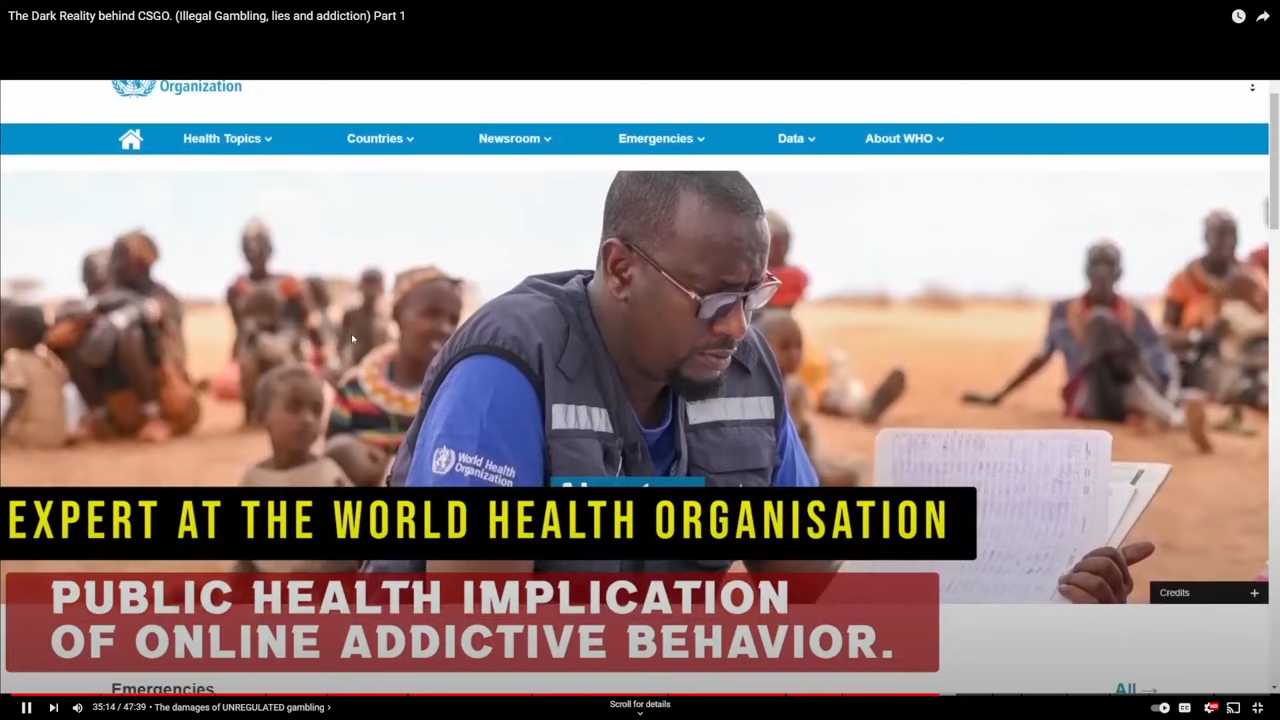 The Dark Reality behind CSGO. (Illegal Gambling, lies and addiction) Part 1
Organization
Health Topics
Countries
Newsroom
Emergencies
Data
About WHO
World Health
Organization
EXPERT AT THE WORLD HEALTH ORGANISATION
PUBLIC HEALTH IMPLICATION
OF ONLINE ADDICTIVE BEHAVIOR.
Credits +
Emergencies
All →
35:14 / 47:39 • The damages of UNREGULATED gambling >
Scroll for details